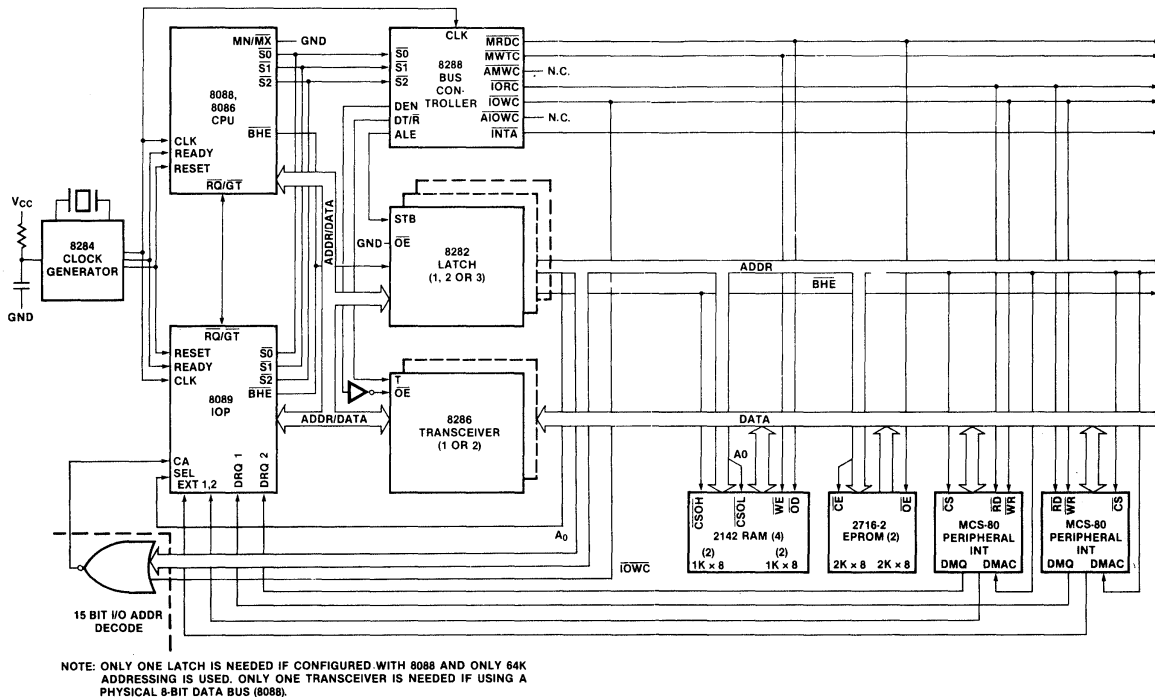 MN/MX
GND
S0
S1
S2
8088,
8086
CPU
BHE
CLK
READY
RESET
RQ/GT
CLK
S0
S1
S2
8288
BUS
CON-
TROLLER
DEN
DT/R
ALE
MRDC
MWTC
AMWC
N.C.
IORC
IOWC
AIOWC
N.C.
INTA
VCC
8284
CLOCK
GENERATOR
GND
ADDR/DATA
STB
GND
OE
8282
LATCH
(1, 2 OR 3)
ADDR
BHE
RQ/GT
RESET
READY
CLK
S0
S1
S2
BHE
8089
IOP
ADDR/DATA
CA
SEL
EXT 1,2
DRQ 1
DRQ 2
T
OE
8286
TRANSCEIVER
(1 OR 2)
DATA
A0
A0
IOWC
CSOH
CSOL
WE
OD
2142 RAM (4)
(2)
1K × 8
(2)
1K × 8
CE
OE
2716-2
EPROM (2)
2K × 8
2K × 8
CS
RD
WR
MCS-80
PERIPHERAL
INT
DMQ
DMAC
RD
WR
CS
MCS-80
PERIPHERAL
INT
DMQ
DMAC
15 BIT I/O ADDR
DECODE
NOTE: ONLY ONE LATCH IS NEEDED IF CONFIGURED WITH 8088 AND ONLY 64K
ADDRESSING IS USED. ONLY ONE TRANSCEIVER IS NEEDED IF USING A
PHYSICAL 8-BIT DATA BUS (8088).